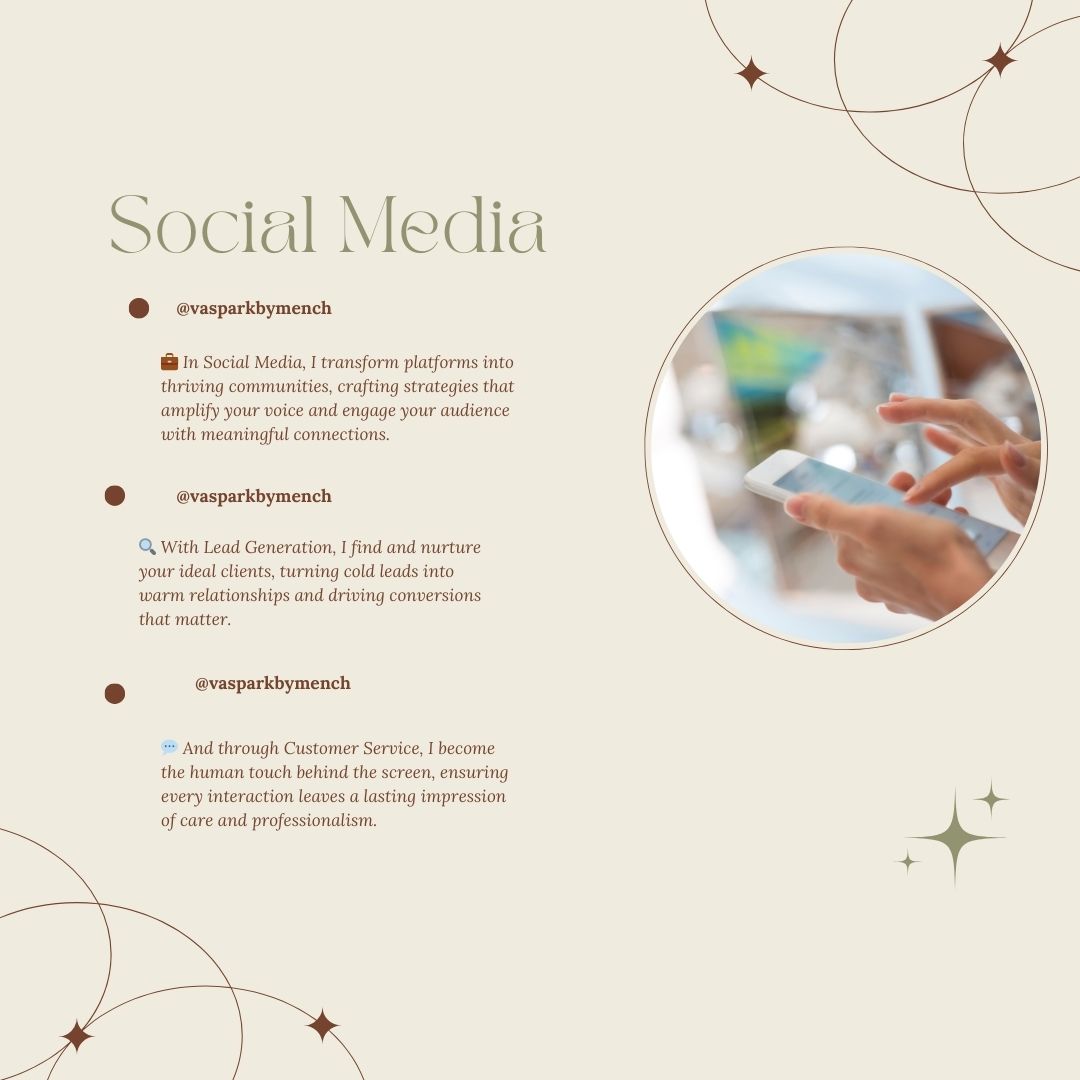 Social Media
@vasparkbymench
💼 In Social Media, I transform platforms into
thriving communities, crafting strategies that
amplify your voice and engage your audience
with meaningful connections.
@vasparkbymench
🔍 With Lead Generation, I find and nurture
your ideal clients, turning cold leads into
warm relationships and driving conversions
that matter.
@vasparkbymench
💬 And through Customer Service, I become
the human touch behind the screen, ensuring
every interaction leaves a lasting impression
of care and professionalism.